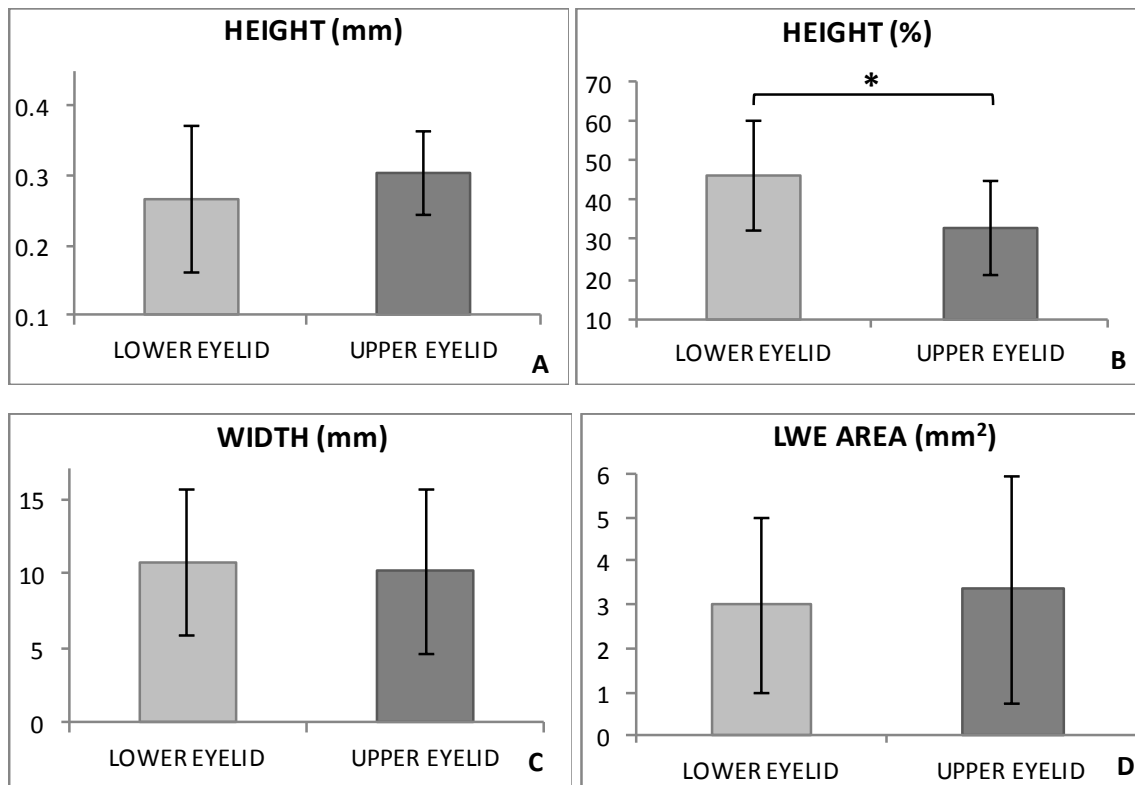 HEIGHT (mm)
0.4
0.3
0.2
0.1
LOWER EYELID UPPER EYELID
A
HEIGHT (%)
*
70
60
50
40
30
20
10
LOWER EYELID UPPER EYELID
B
WIDTH (mm)
15
10
5
0
LOWER EYELID UPPER EYELID
C
LWE AREA (mm²)
6
5
4
3
2
1
0
LOWER EYELID UPPER EYELID
D